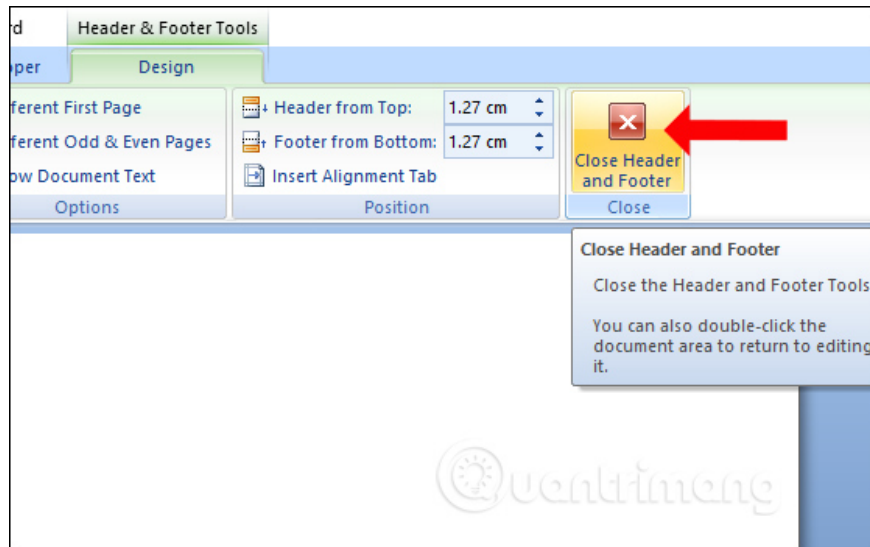 rd Header & Footer Tools
oper Design
fferent First Page
Header from Top: 1.27 cm
fferent Odd & Even Pages
Footer from Bottom: 1.27 cm
ow Document Text
Insert Alignment Tab
Close Header
and Footer
Options Position Close
Close Header and Footer
Close the Header and Footer Tools
You can also double-click the
document area to return to editing
it.
Quantrimang